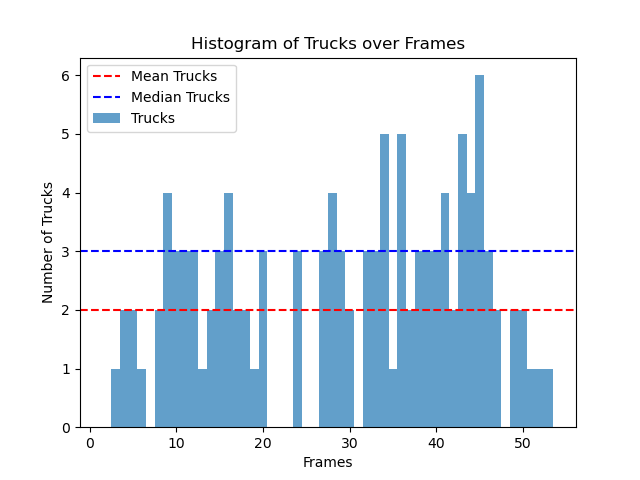 Histogram of Trucks over Frames
Mean Trucks
Median Trucks
Trucks
Number of Trucks
6
5
4
3
2
1
0
0 10 20 30 40 50
Frames